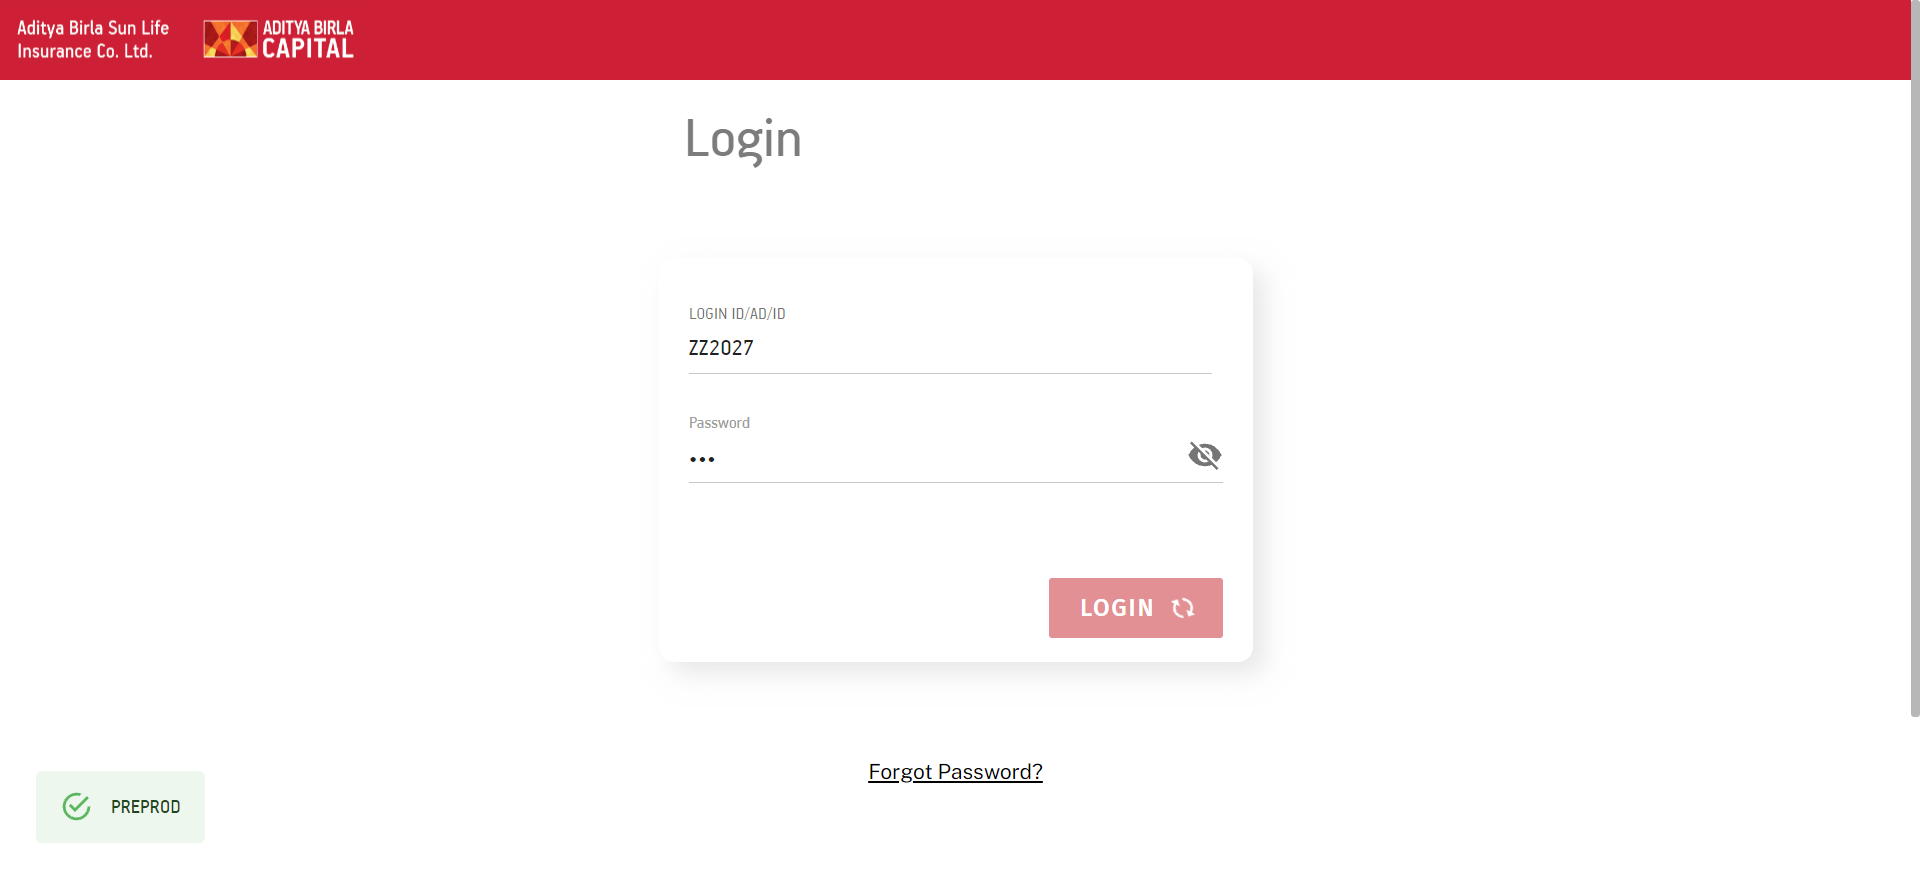 Aditya Birla Sun Life
Insurance Co. Ltd.
ADITYA BIRLA
CAPITAL
Login
LOGIN ID/AD/ID
ZZ2027
Password
•••
LOGIN
Forgot Password?
PREPROD